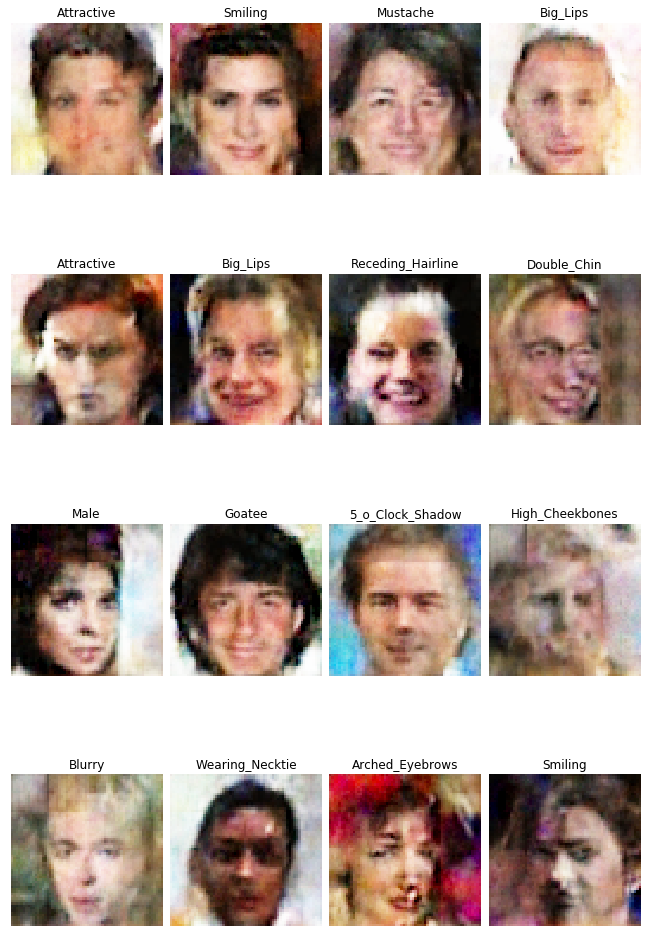 Attractive Smiling Mustache Big_Lips
Attractive Big_Lips Receding_Hairline Double_Chin
Male Goatee 5_o_Clock_Shadow High_Cheekbones
Blurry Wearing_Necktie Arched_Eyebrows Smiling